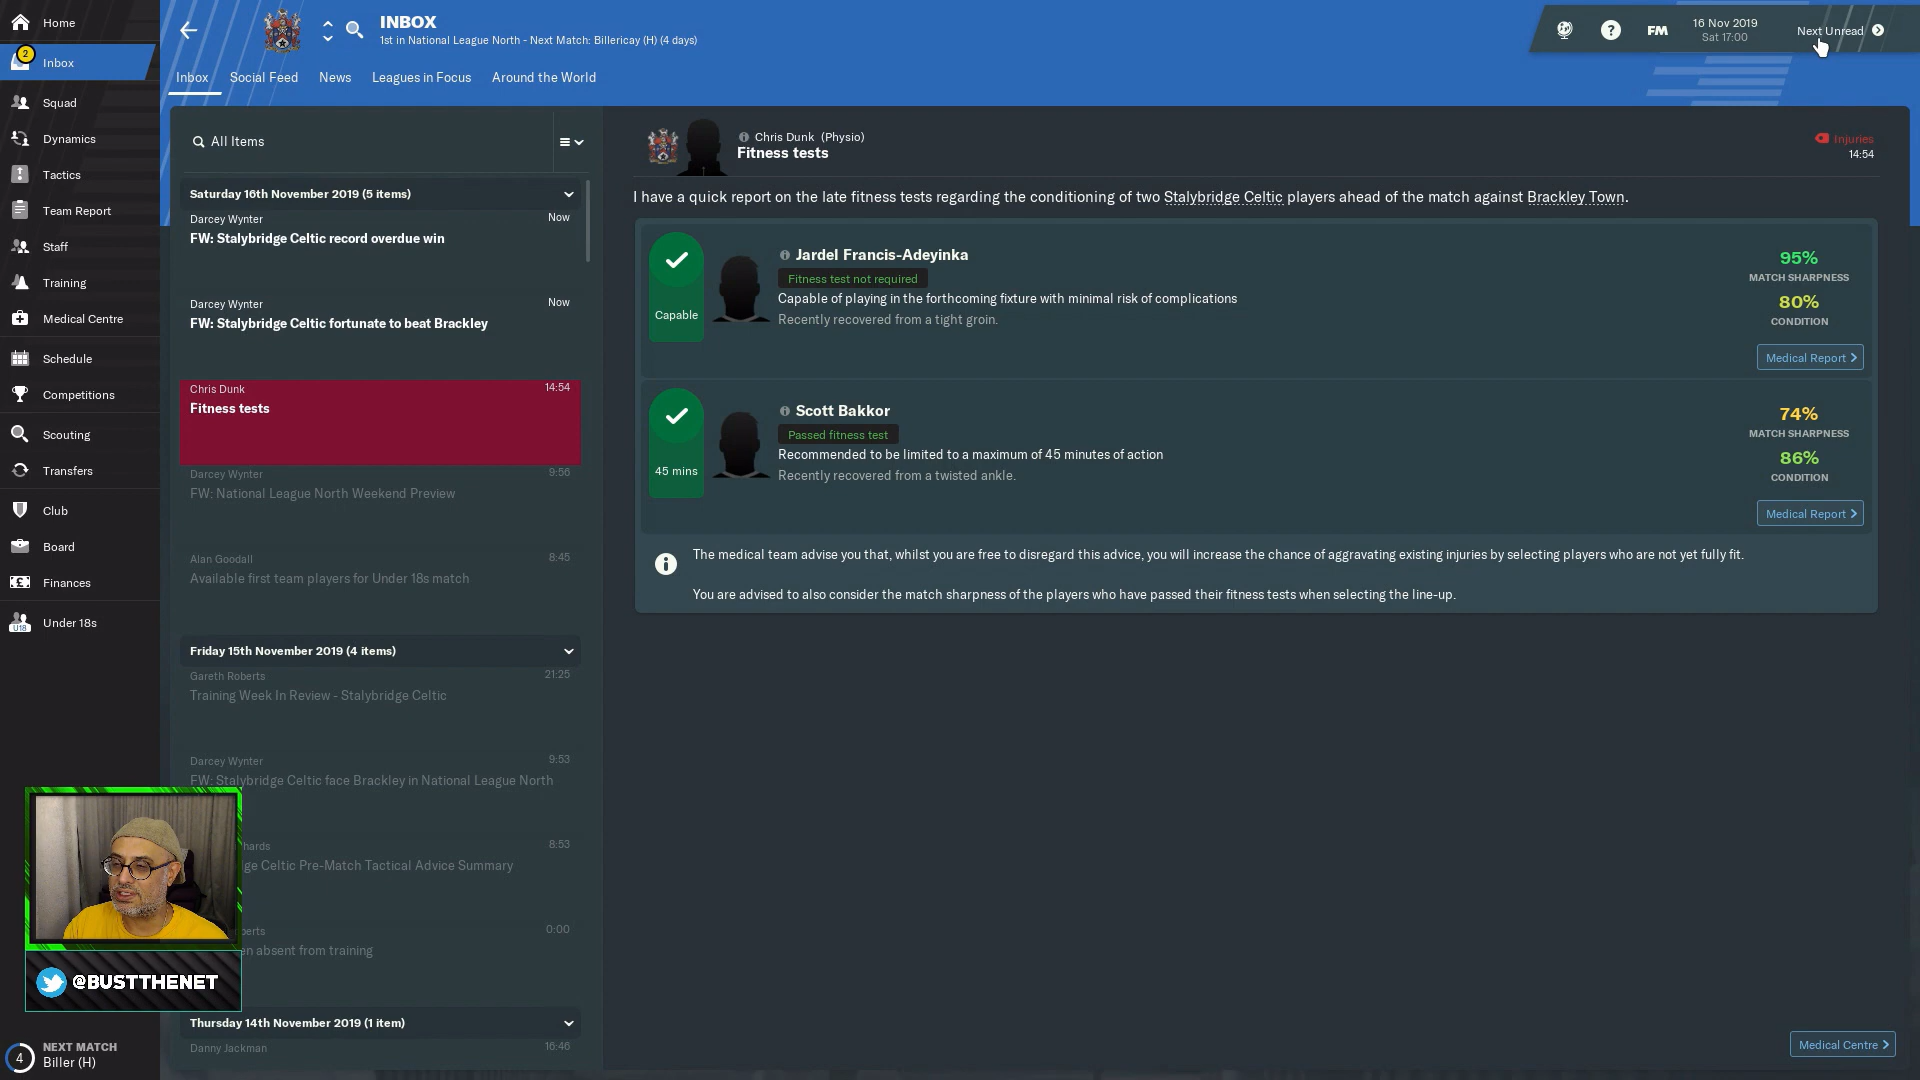 Home
2
Inbox
Squad
Dynamics
Tactics
Team Report
Staff
Training
Medical Centre
Schedule
Competitions
Scouting
Transfers
Club
Board
Finances
U18
Under 18s
@BUSTTHENET
4
NEXT MATCH
Biller (H)
INBOX
1st in National League North - Next Match: Billericay (H) (4 days)
FM
16 Nov 2019
Sat 17:00
Next Unread
Inbox
Social Feed
News
Leagues in Focus
Around the World
All Items
Saturday 16th November 2019 (5 items)
Darcey Wynter
Now
FW: Stalybridge Celtic record overdue win
Darcey Wynter
Now
FW: Stalybridge Celtic fortunate to beat Brackley
Chris Dunk
14:54
Fitness tests
Darcey Wynter
9:56
FW: National League North Weekend Preview
Alan Goodall
8:45
Available first team players for Under 18s match
Friday 15th November 2019 (4 items)
Gareth Roberts
21:25
Training Week In Review - Stalybridge Celtic
Darcey Wynter
9:53
FW: Stalybridge Celtic face Brackley in National League North
hards
8:53
ge Celtic Pre-Match Tactical Advice Summary
berts
0:00
en absent from training
Thursday 14th November 2019 (1 item)
Danny Jackman
16:46
Chris Dunk (Physio)
Fitness tests
Injuries
14:54
I have a quick report on the late fitness tests regarding the conditioning of two Stalybridge Celtic players ahead of the match against Brackley Town.
Capable
Jardel Francis-Adeyinka
Fitness test not required
Capable of playing in the forthcoming fixture with minimal risk of complications
Recently recovered from a tight groin.
95%
MATCH SHARPNESS
80%
CONDITION
Medical Report
45 mins
Scott Bakkor
Passed fitness test
Recommended to be limited to a maximum of 45 minutes of action
Recently recovered from a twisted ankle.
74%
MATCH SHARPNESS
86%
CONDITION
Medical Report
The medical team advise you that, whilst you are free to disregard this advice, you will increase the chance of aggravating existing injuries by selecting players who are not yet fully fit.
You are advised to also consider the match sharpness of the players who have passed their fitness tests when selecting the line-up.
Medical Centre